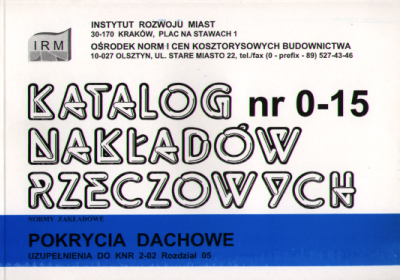 INSTYTUT ROZWOJU MIAST
30-170 KRAKÓW, PLAC NA STAWACH 1
OŚRODEK NORM I CEN KOSZTORYSOWYCH BUDOWNICTWA
10-027 OLSZTYN, UL. STARE MIASTO 22, tel./fax (0 - prefix - 89) 527-43-46
IRM
KATALOG nr 0-15
NAKŁADÓW
RZECZOWYCH
NORMY ZAKŁADOWE
POKRYCIA DACHOWE
UZUPEŁNIENIA DO KNR 2-02 Rozdział 05